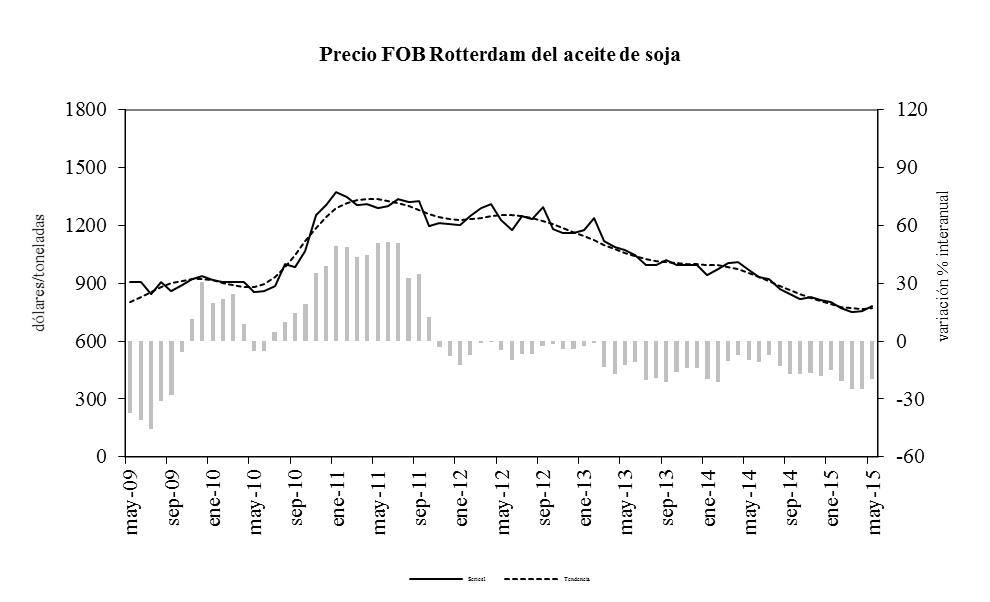 Precio FOB Rotterdam del aceite de soja
1800
1500
1200
900
600
300
0
dólares/toneladas
120
90
60
30
0
-30
-60
variación % interanual
may-09
sep-09
ene-10
may-10
sep-10
ene-11
may-11
sep-11
ene-12
may-12
sep-12
ene-13
may-13
sep-13
ene-14
may-14
sep-14
ene-15
may-15
Tendencia